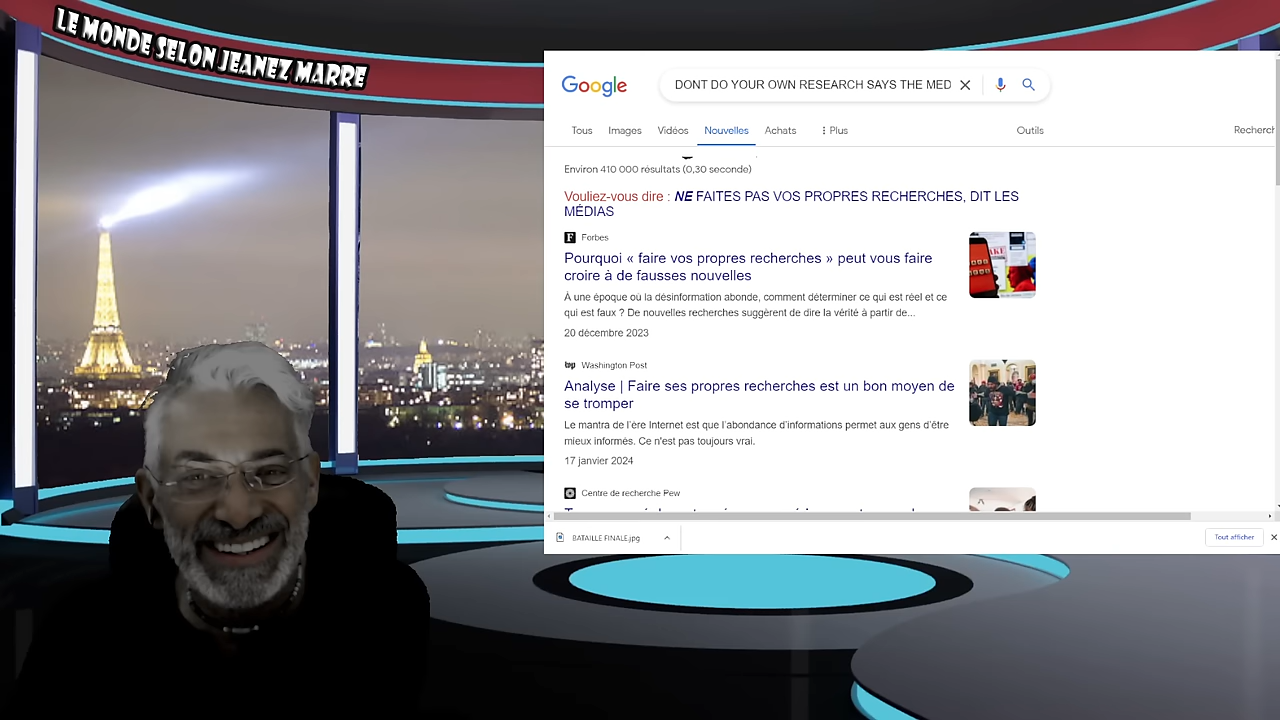 LE MONDE SELON JEANEZ MARRE
Google
DONT DO YOUR OWN RESEARCH SAYS THE MED
Tous Images Vidéos Nouvelles Achats Plus Outils Recherch
Environ 410 000 résultats (0,30 seconde)
Vouliez-vous dire : NE FAITES PAS VOS PROPRES RECHERCHES, DIT LES
MÉDIAS
Forbes
Pourquoi « faire vos propres recherches » peut vous faire
croire à de fausses nouvelles
À une époque où la désinformation abonde, comment déterminer ce qui est réel et ce
qui est faux ? De nouvelles recherches suggèrent de dire la vérité à partir de...
20 décembre 2023
wp Washington Post
Analyse | Faire ses propres recherches est un bon moyen de
se tromper
Le mantra de l'ère Internet est que l'abondance d'informations permet aux gens d'être
mieux informés. Ce n'est pas toujours vrai.
17 janvier 2024
Centre de recherche Pew
BATAILLE FINALE.jpg
Tout afficher